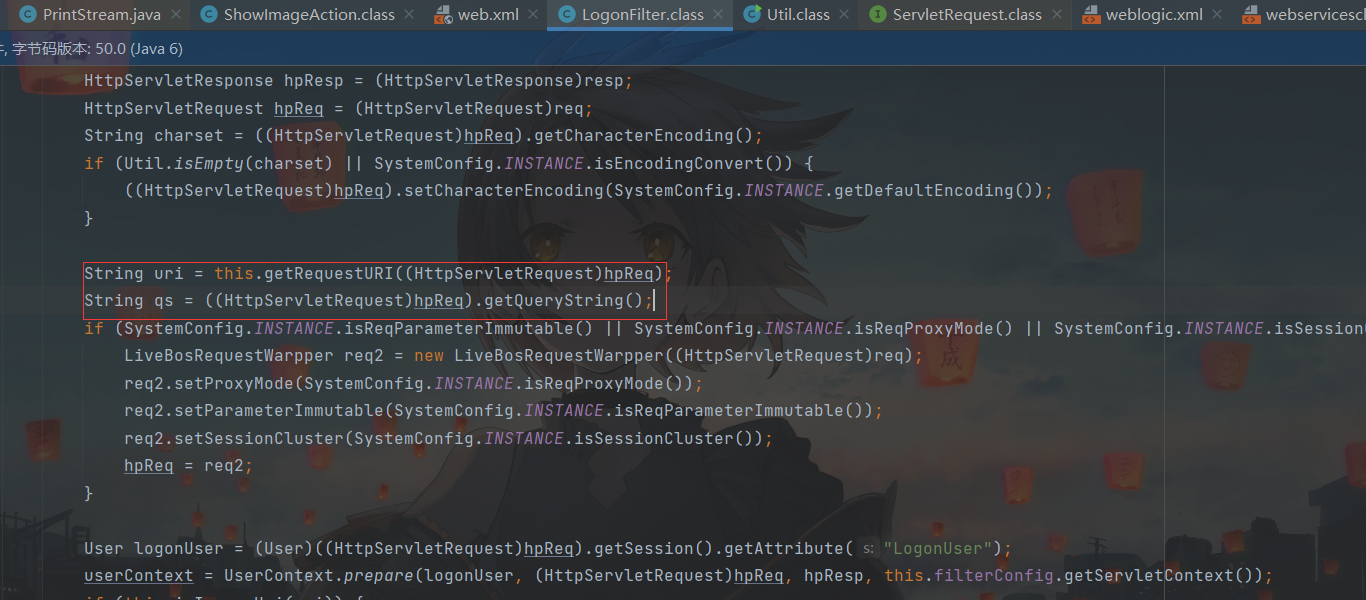 PrintStream.java × ShowImageAction.class × web.xml × LogonFilter.class × Util.class × ServletRequest.class × weblogic.xml × webservicescl
, 字节码版本: 50.0 (Java 6)
HttpServletResponse hpResp = (HttpServletResponse)resp;
HttpServletRequest hpReq = (HttpServletRequest)req;
String charset = ((HttpServletRequest)hpReq).getCharacterEncoding();
if (Util.isEmpty(charset) || SystemConfig.INSTANCE.isEncodingConvert()) {
((HttpServletRequest)hpReq).setCharacterEncoding(SystemConfig.INSTANCE.getDefaultEncoding());
}
String uri = this.getRequestURI((HttpServletRequest)hpReq);
String qs = ((HttpServletRequest)hpReq).getQueryString();
if (SystemConfig.INSTANCE.isReqParameterImmutable() || SystemConfig.INSTANCE.isReqProxyMode() || SystemConfig.INSTANCE.isSession
LiveBosRequestWarpper req2 = new LiveBosRequestWarpper((HttpServletRequest)req);
req2.setProxyMode(SystemConfig.INSTANCE.isReqProxyMode());
req2.setParameterImmutable(SystemConfig.INSTANCE.isReqParameterImmutable());
req2.setSessionCluster(SystemConfig.INSTANCE.isSessionCluster());
hpReq = req2;
}
User logonUser = (User)((HttpServletRequest)hpReq).getSession().getAttribute( s: "LogonUser");
userContext = UserContext.prepare(logonUser, (HttpServletRequest)hpReq, hpResp, this.filterConfig.getServletContext());